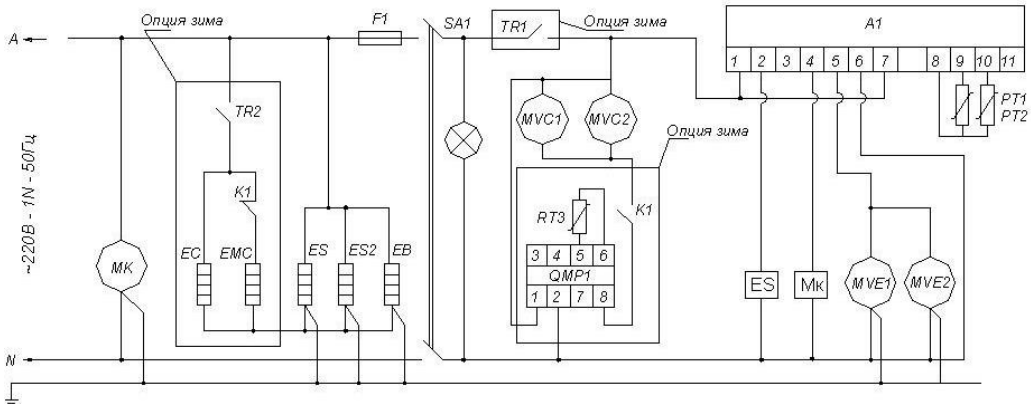 Опция зима
F1
SA1
TR1
Опция зима
A1
A
1 2 3 4 5 6 7 8 9 10 11
TR2
MVC1
MVC2
PT1
PT2
Опция зима
K1
RT3
K1
~220В - 1N - 50Гц
MK
EC
EMC
ES
ES2
EB
3 4 5 6
QMP1
1 2 7 8
ES
Мк
MVE1
MVE2
N